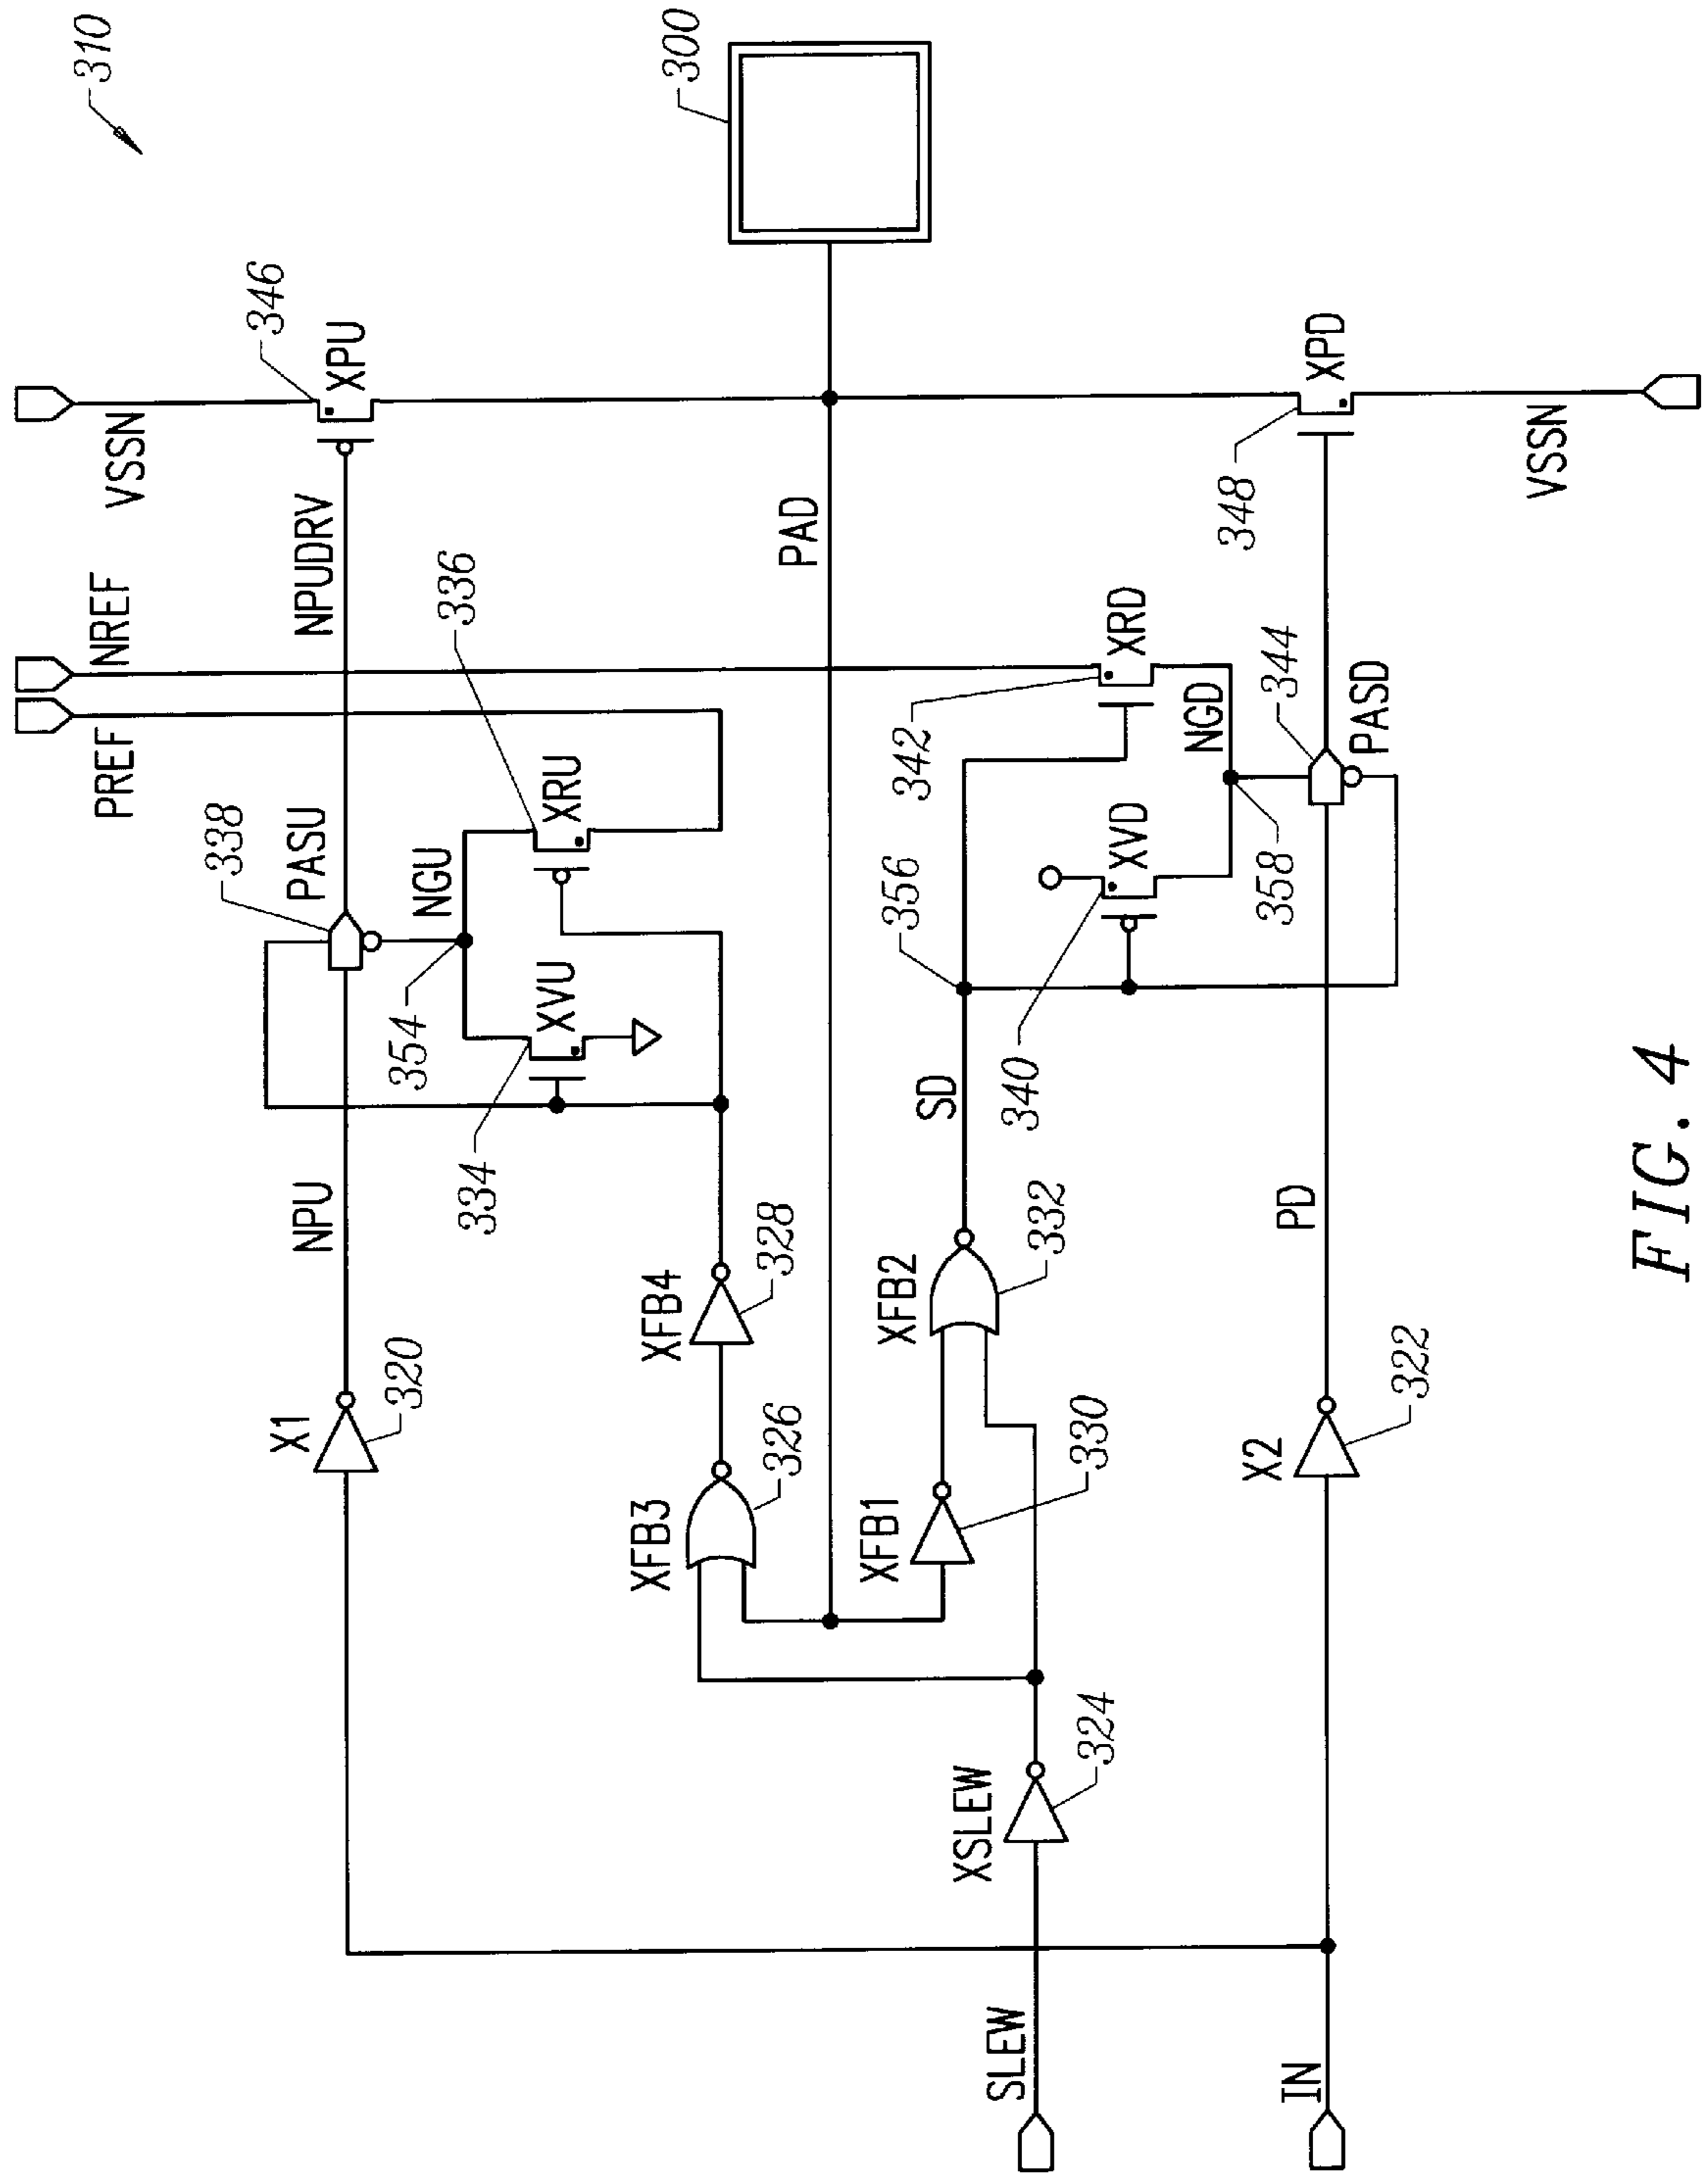 310
300
VSSN
346
XPU
NREF
NPUDRV
PREF
336
PAD
338
PASU
NGU
XRU
354
XVU
334
NPU
X1
320
XFB4
328
XFB3
326
342
XRD
NGD
344
PASD
348
XPD
VSSN
356
XVD
358
340
SD
XFB2
332
XFB1
330
PD
X2
322
XSLEW
324
SLEW
IN
FIG. 4